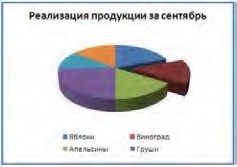 Реализация продукции за сентябрь
Яблоки Виноград
Апельсины Груши